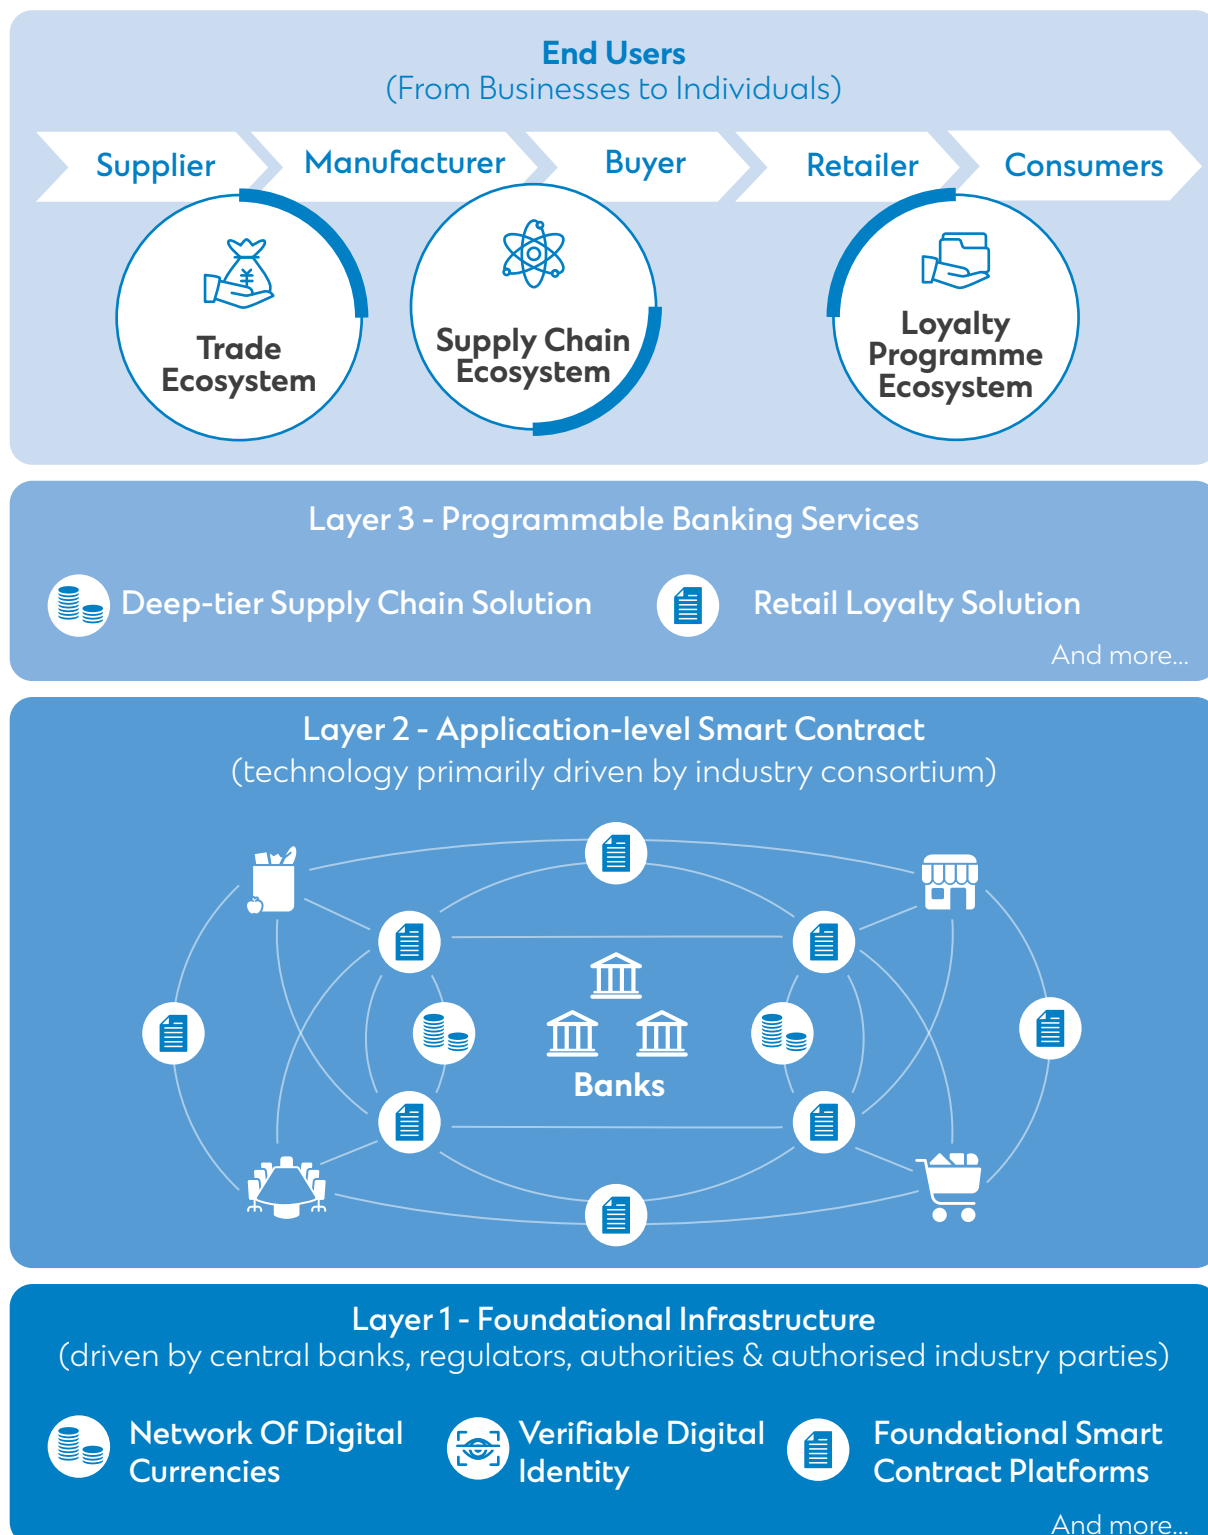 End Users
(From Businesses to Individuals)
Supplier
Manufacturer
Buyer
Retailer
Consumers
¥
Trade
Ecosystem
Supply Chain
Ecosystem
Loyalty
Programme
Ecosystem
Layer 3 - Programmable Banking Services
Deep-tier Supply Chain Solution
Retail Loyalty Solution
And more...
Layer 2 - Application-level Smart Contract
(technology primarily driven by industry consortium)
Banks
Layer 1 - Foundational Infrastructure
(driven by central banks, regulators, authorities & authorised industry parties)
Network Of Digital
Currencies
Verifiable Digital
Identity
Foundational Smart
Contract Platforms
And more...